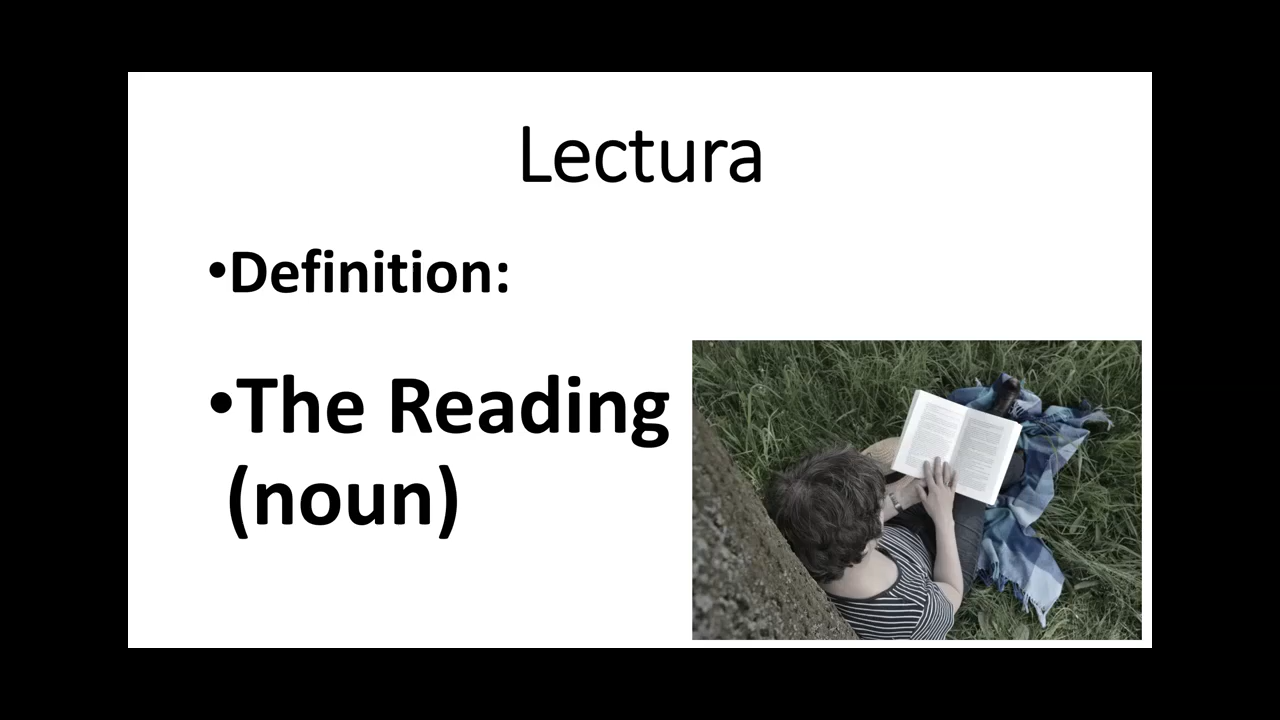 Lectura
•Definition:
•The Reading
(noun)